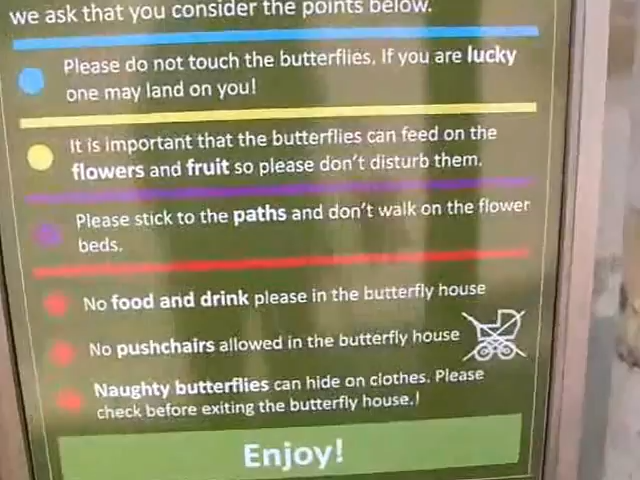 we ask that you consider the points below.
Please do not touch the butterflies. If you are lucky
one may land on you!
It is important that the butterflies can feed on the
flowers and fruit so please don't disturb them.
Please stick to the paths and don't walk on the flower
beds.
No food and drink please in the butterfly house
No pushchairs allowed in the butterfly house
Naughty butterflies can hide on clothes. Please
check before exiting the butterfly house.!
Enjoy!